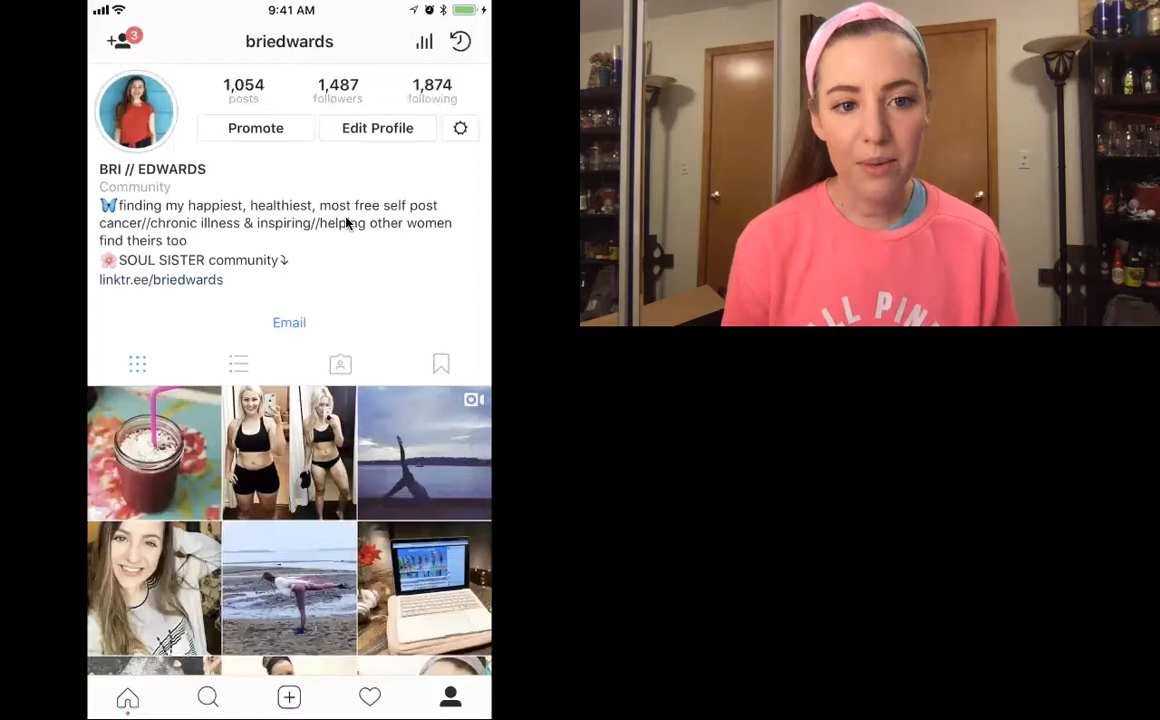 9:41 AM
3
briedwards
1,054
posts
1,487
followers
1,874
following
Promote
Edit Profile
BRI // EDWARDS
Community
🦋finding my happiest, healthiest, most free self post
cancer//chronic illness & inspiring//helping other women
find theirs too
🌸SOUL SISTER community⤵
linktr.ee/briedwards
Email
ALL PIN